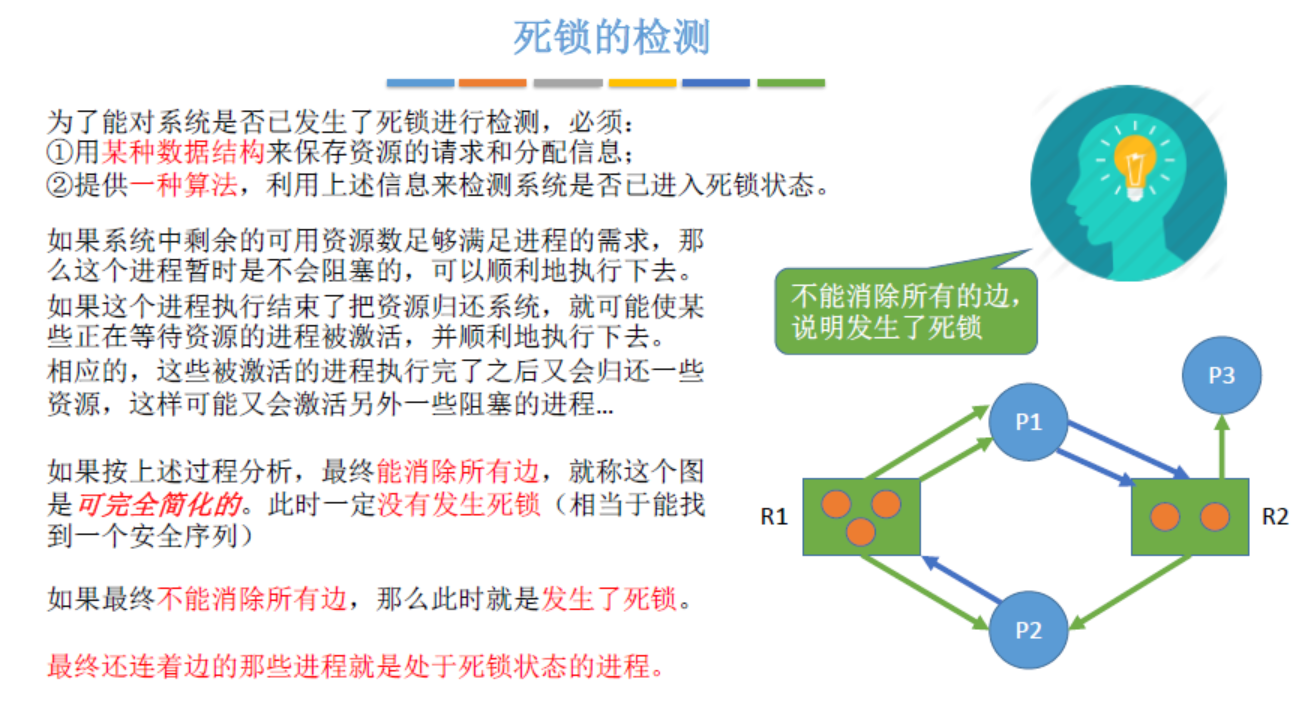 死锁的检测
为了能对系统是否已发生了死锁进行检测，必须：
①用某种数据结构来保存资源的请求和分配信息；
②提供一种算法，利用上述信息来检测系统是否已进入死锁状态。
如果系统中剩余的可用资源数足够满足进程的需求，那
么这个进程暂时是不会阻塞的，可以顺利地执行下去。
如果这个进程执行结束了把资源归还系统，就可能使某
些正在等待资源的进程被激活，并顺利地执行下去。
相应的，这些被激活的进程执行完了之后又会归还一些
资源，这样可能又会激活另外一些阻塞的进程...
如果按上述过程分析，最终能消除所有边，就称这个图
是可完全简化的。此时一定没有发生死锁（相当于能找
到一个安全序列）
如果最终不能消除所有边，那么此时就是发生了死锁。
最终还连着边的那些进程就是处于死锁状态的进程。
不能消除所有的边，
说明发生了死锁
P3
P1
R1
R2
P2